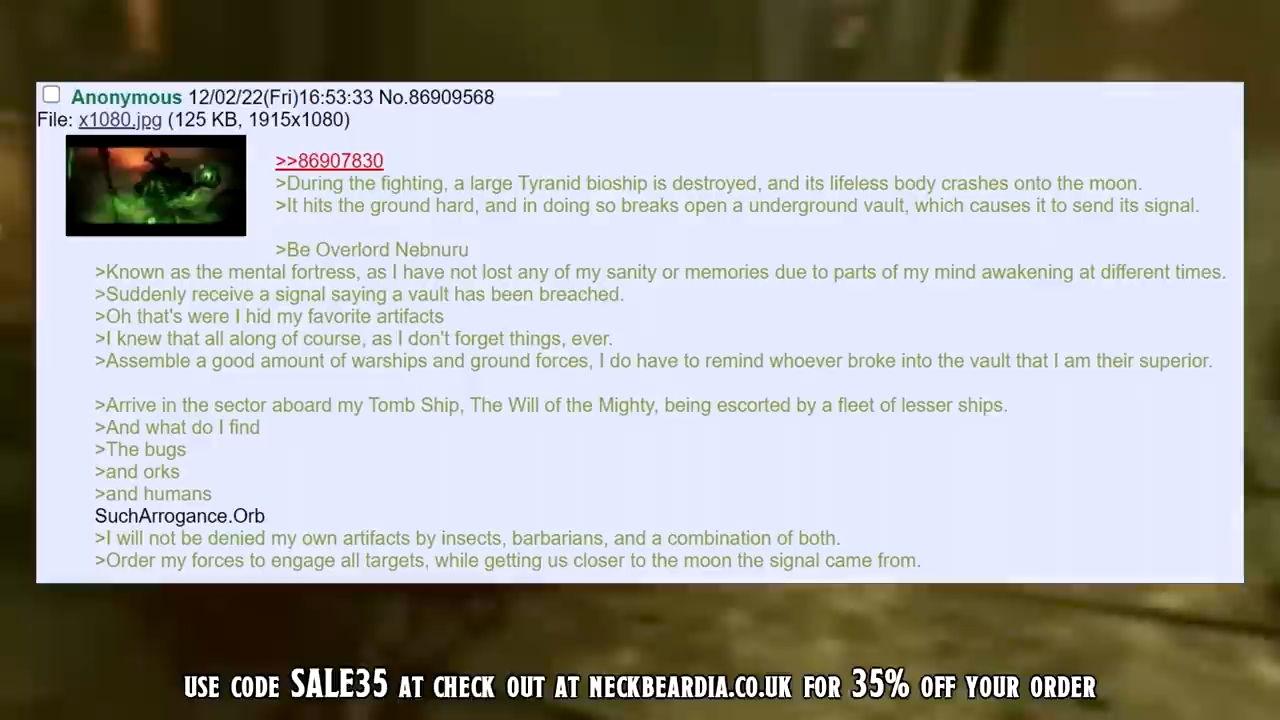 Anonymous 12/02/22(Fri)16:53:33 No.86909568
File: x1080.jpg (125 KB, 1915x1080)
>>86907830
>During the fighting, a large Tyranid bioship is destroyed, and its lifeless body crashes onto the moon.
>It hits the ground hard, and in doing so breaks open a underground vault, which causes it to send its signal.
>Be Overlord Nebnuru
>Known as the mental fortress, as I have not lost any of my sanity or memories due to parts of my mind awakening at different times.
>Suddenly receive a signal saying a vault has been breached.
>Oh that's were I hid my favorite artifacts
>I knew that all along of course, as I don't forget things, ever.
>Assemble a good amount of warships and ground forces, I do have to remind whoever broke into the vault that I am their superior.
>Arrive in the sector aboard my Tomb Ship, The Will of the Mighty, being escorted by a fleet of lesser ships.
>And what do I find
>The bugs
>and orks
>and humans
SuchArrogance.Orb
>I will not be denied my own artifacts by insects, barbarians, and a combination of both.
>Order my forces to engage all targets, while getting us closer to the moon the signal came from.
USE CODE SALE35 AT CHECK OUT AT NECKBEARDIA.CO.UK FOR 35% OFF YOUR ORDER